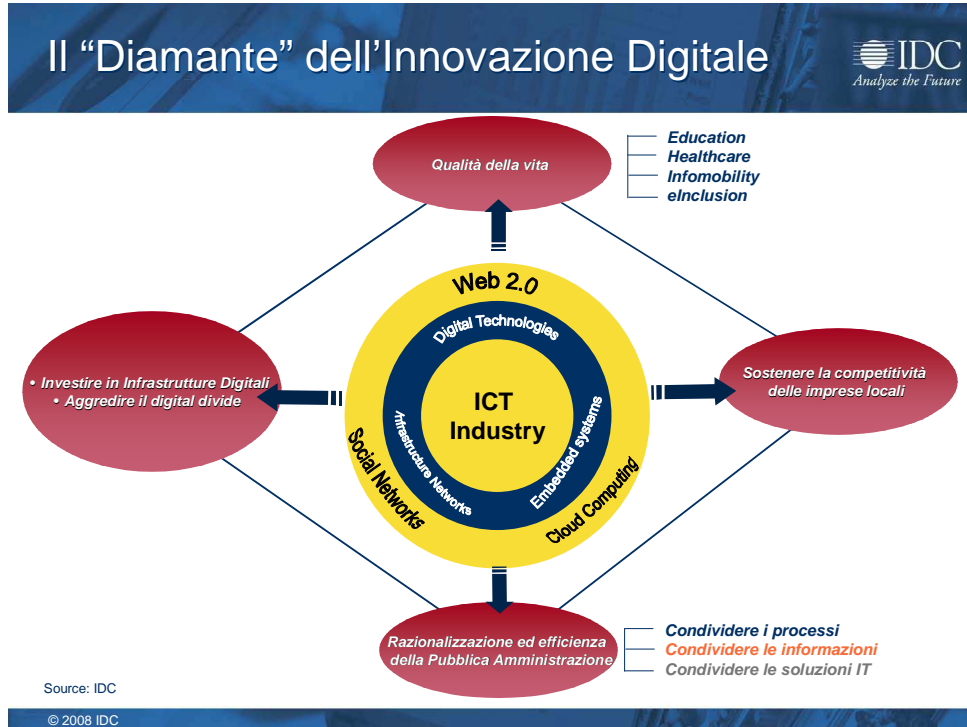 Il “Diamante” dell’Innovazione Digitale
IDC
Analyze the Future
Qualità della vita
Education
Healthcare
Infomobility
eInclusion
Web 2.0
Digital Technologies
• Investire in Infrastrutture Digitali
• Aggredire il digital divide
ICT
Industry
Sostenere la competitività
delle imprese locali
Infrastructure Networks
Embedded systems
Social Networks
Cloud Computing
Razionalizzazione ed efficienza
della Pubblica Amministrazione
Condividere i processi
Condividere le informazioni
Condividere le soluzioni IT
Source: IDC
© 2008 IDC